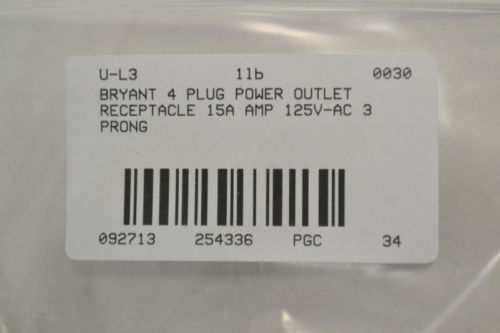 U-L3 1lb 0030
BRYANT 4 PLUG POWER OUTLET
RECEPTACLE 15A AMP 125V-AC 3
PRONG
092713 254336 PGC 34